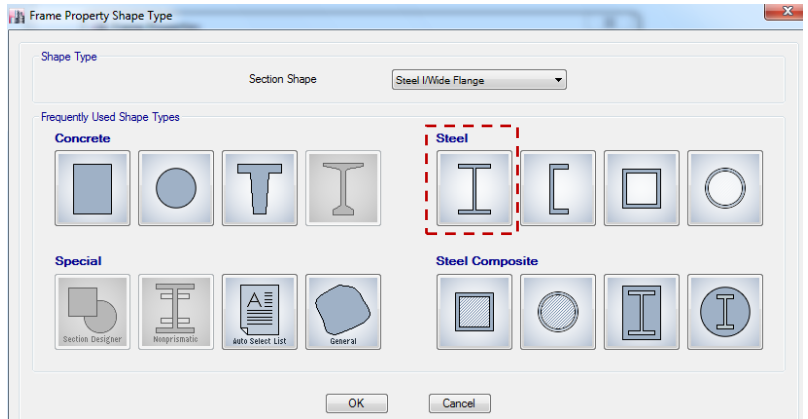 Frame Property Shape Type
Shape Type
Section Shape
Steel I/Wide Flange
Frequently Used Shape Types
Concrete
Steel
Special
Steel Composite
Section Designer
Nonprismatic
Auto Select List
General
OK
Cancel